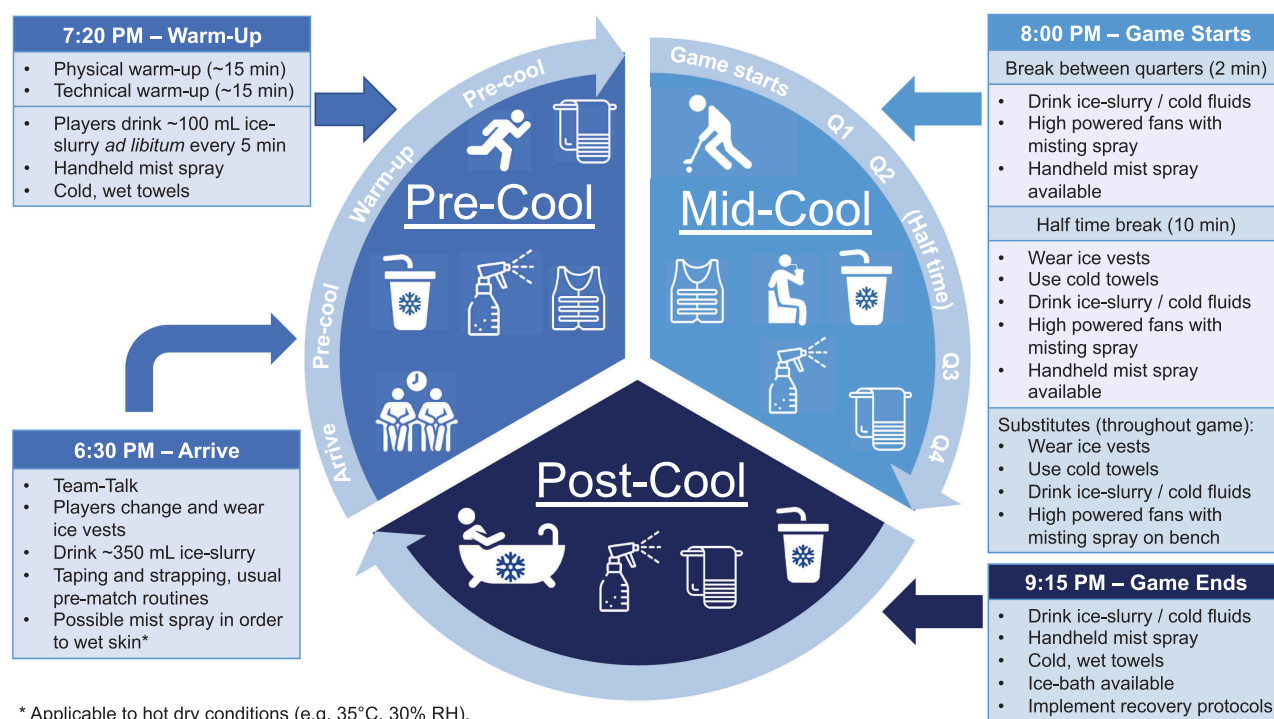 7:20 PM – Warm-Up
• Physical warm-up (~15 min)
• Technical warm-up (~15 min)
• Players drink ~100 mL ice-
slurry ad libitum every 5 min
• Handheld mist spray
• Cold, wet towels
6:30 PM – Arrive
• Team-Talk
• Players change and wear
ice vests
• Drink ~350 mL ice-slurry
• Taping and strapping, usual
pre-match routines
• Possible mist spray in order
to wet skin*
* Applicable to hot dry conditions (e.g. 35°C, 30% RH).
Arrive
Pre-cool
Warm-up
Pre-cool
Pre-Cool
Game starts
Q1
Q2
(Half time)
Q3
Q4
Mid-Cool
Post-Cool
8:00 PM – Game Starts
Break between quarters (2 min)
• Drink ice-slurry / cold fluids
• High powered fans with
misting spray
• Handheld mist spray
available
Half time break (10 min)
• Wear ice vests
• Use cold towels
• Drink ice-slurry / cold fluids
• High powered fans with
misting spray
• Handheld mist spray
available
Substitutes (throughout game):
• Wear ice vests
• Use cold towels
• Drink ice-slurry / cold fluids
• High powered fans with
misting spray on bench
9:15 PM – Game Ends
• Drink ice-slurry / cold fluids
• Handheld mist spray
• Cold, wet towels
• Ice-bath available
• Implement recovery protocols